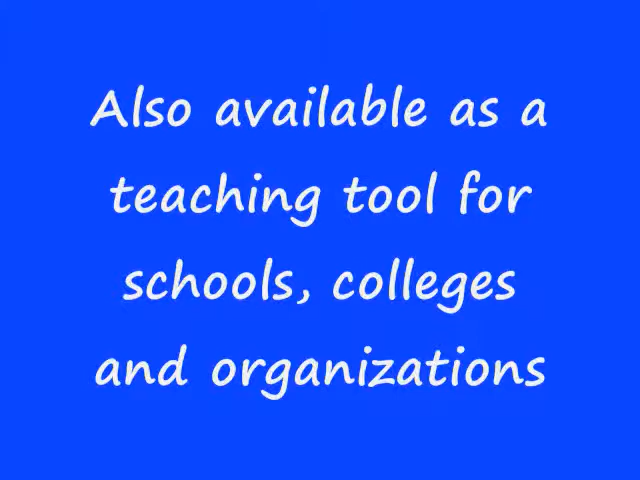 Also available as a
teaching tool for
schools, colleges
and organizations